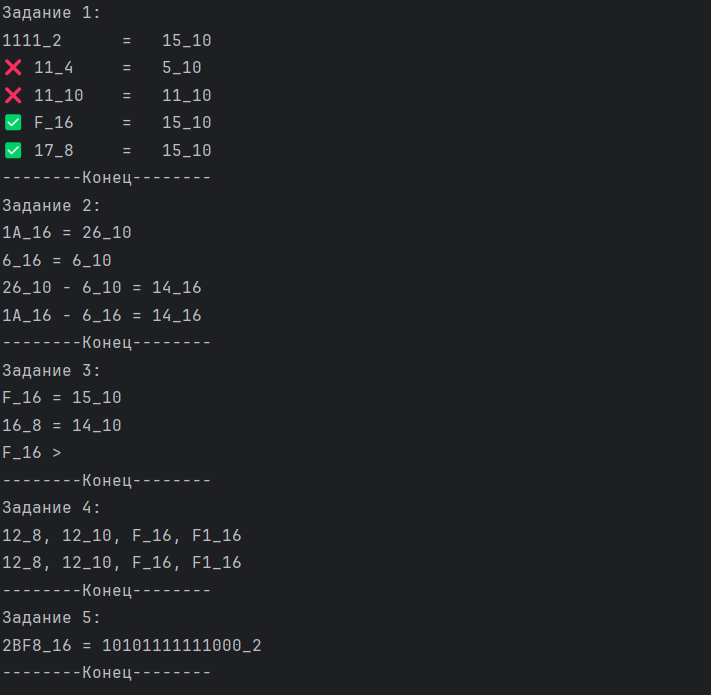 Задание 1:
1111_2      =   15_10
❌ 11_4     =   5_10
❌ 11_10    =   11_10
✅ F_16     =   15_10
✅ 17_8     =   15_10
--------Конец--------
Задание 2:
1A_16 = 26_10
6_16 = 6_10
26_10 - 6_10 = 14_16
1A_16 - 6_16 = 14_16
--------Конец--------
Задание 3:
F_16 = 15_10
16_8 = 14_10
F_16 >
--------Конец--------
Задание 4:
12_8, 12_10, F_16, F1_16
12_8, 12_10, F_16, F1_16
--------Конец--------
Задание 5:
2BF8_16 = 10101111111000_2
--------Конец--------